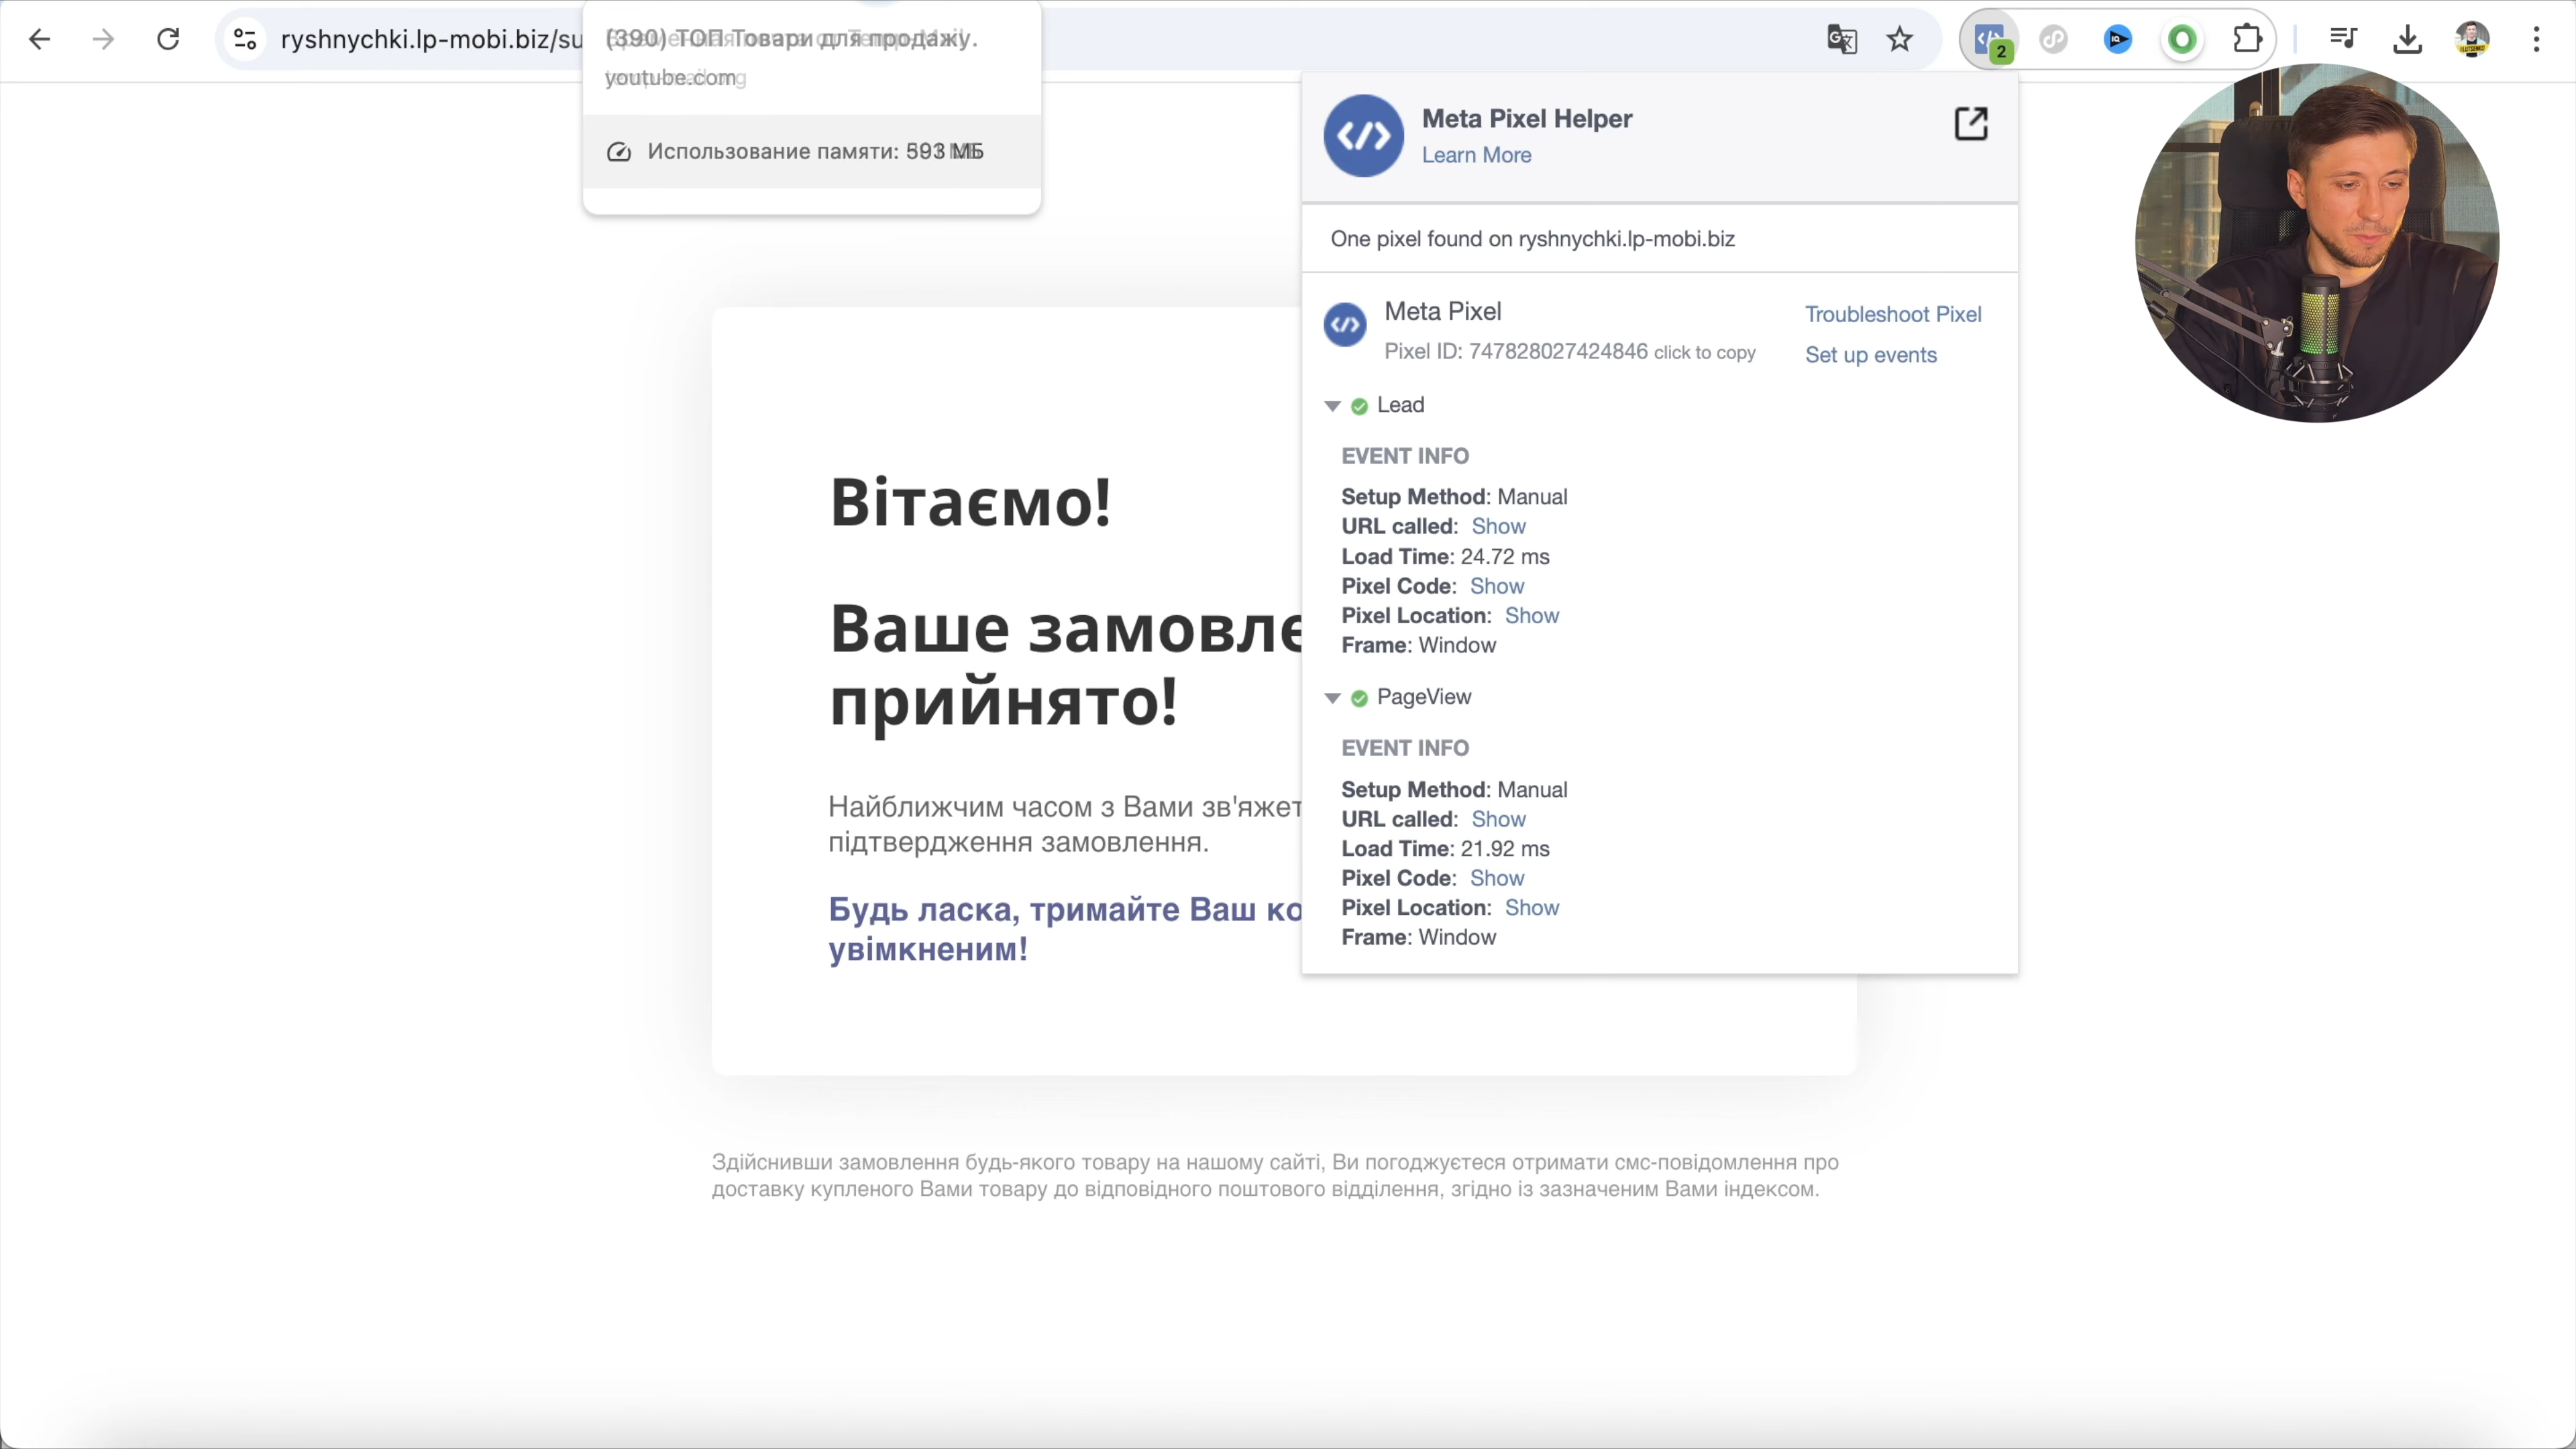 ryshnychki.lp-mobi.biz/su
(390) ТОП Товари для продажу.
youtube.com
Использование памяти: 593 МБ
2
Meta Pixel Helper
Learn More
One pixel found on ryshnychki.lp-mobi.biz
Meta Pixel
Troubleshoot Pixel
Pixel ID: 747828027424846 click to copy
Set up events
Lead
EVENT INFO
Setup Method: Manual
URL called: Show
Load Time: 24.72 ms
Pixel Code: Show
Pixel Location: Show
Frame: Window
PageView
EVENT INFO
Setup Method: Manual
URL called: Show
Load Time: 21.92 ms
Pixel Code: Show
Pixel Location: Show
Frame: Window
Вітаємо!
Ваше замовле
прийнято!
Найближчим часом з Вами зв'яжет
підтвердження замовлення.
Будь ласка, тримайте Ваш ко
увімкненим!
Здійснивши замовлення будь-якого товару на нашому сайті, Ви погоджуєтеся отримати смс-повідомлення про
доставку купленого Вами товару до відповідного поштового відділення, згідно із зазначеним Вами індексом.